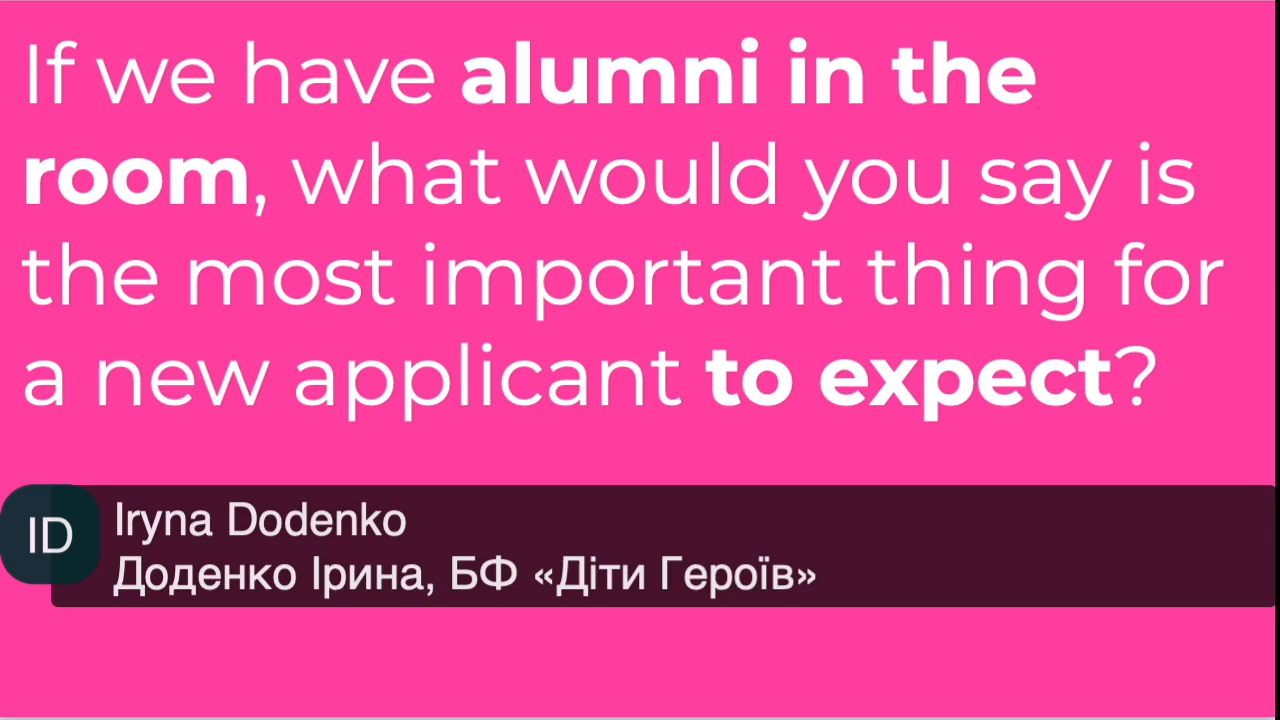 If we have alumni in the
room, what would you say is
the most important thing for
a new applicant to expect?
ID
Iryna Dodenko
Доденко Ірина, БФ «Діти Героїв»